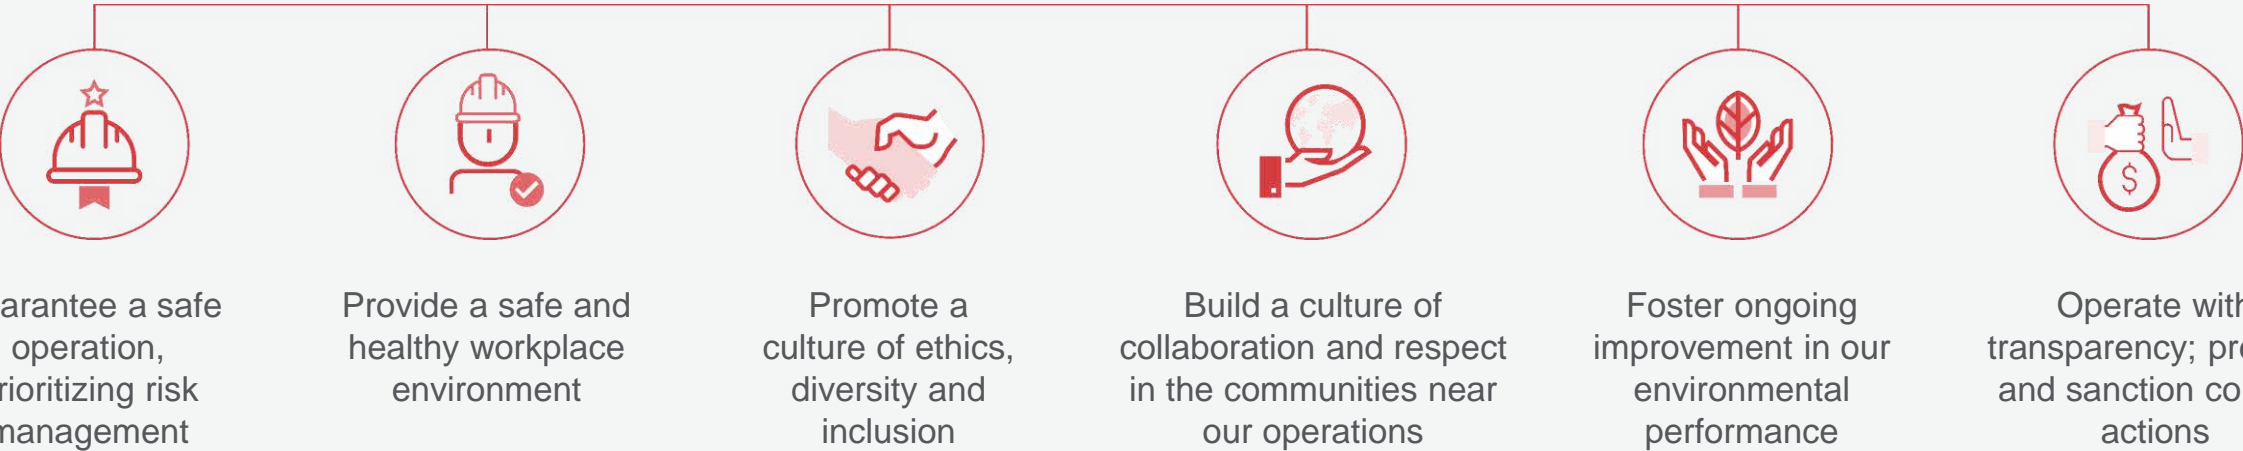 arantee a safe
operation,
rioritizing risk
management
Provide a safe and
healthy workplace
environment
Promote a
culture of ethics,
diversity and
inclusion
Build a culture of
collaboration and respect
in the communities near
our operations
Foster ongoing
improvement in our
environmental
performance
Operate with
transparency; pre
and sanction co
actions
$